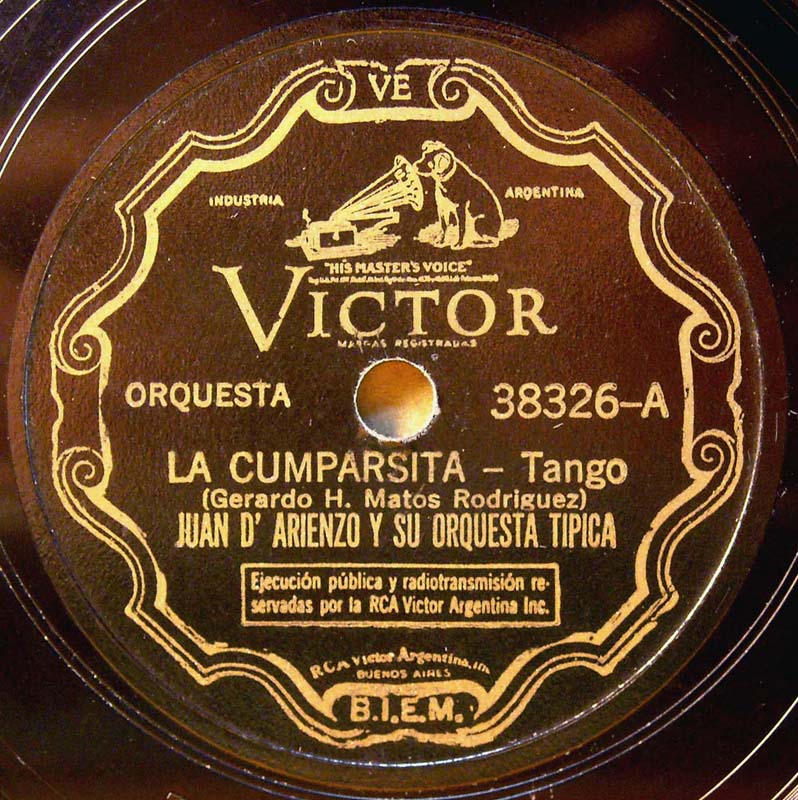 VE
INDUSTRIA ARGENTINA
"HIS MASTER'S VOICE"
VICTOR
MARCAS REGISTRADAS
ORQUESTA 38326-A
LA CUMPARSITA - Tango
(Gerardo H. Matós Rodriguez)
JUAN D' ARIENZO Y SU ORQUESTA TIPICA
Ejecución pública y radiotransmisión re-
servadas por la RCA Victor Argentina Inc.
RCA Victor Argentina, Inc.
BUENOS AIRES
B.I.E.M.